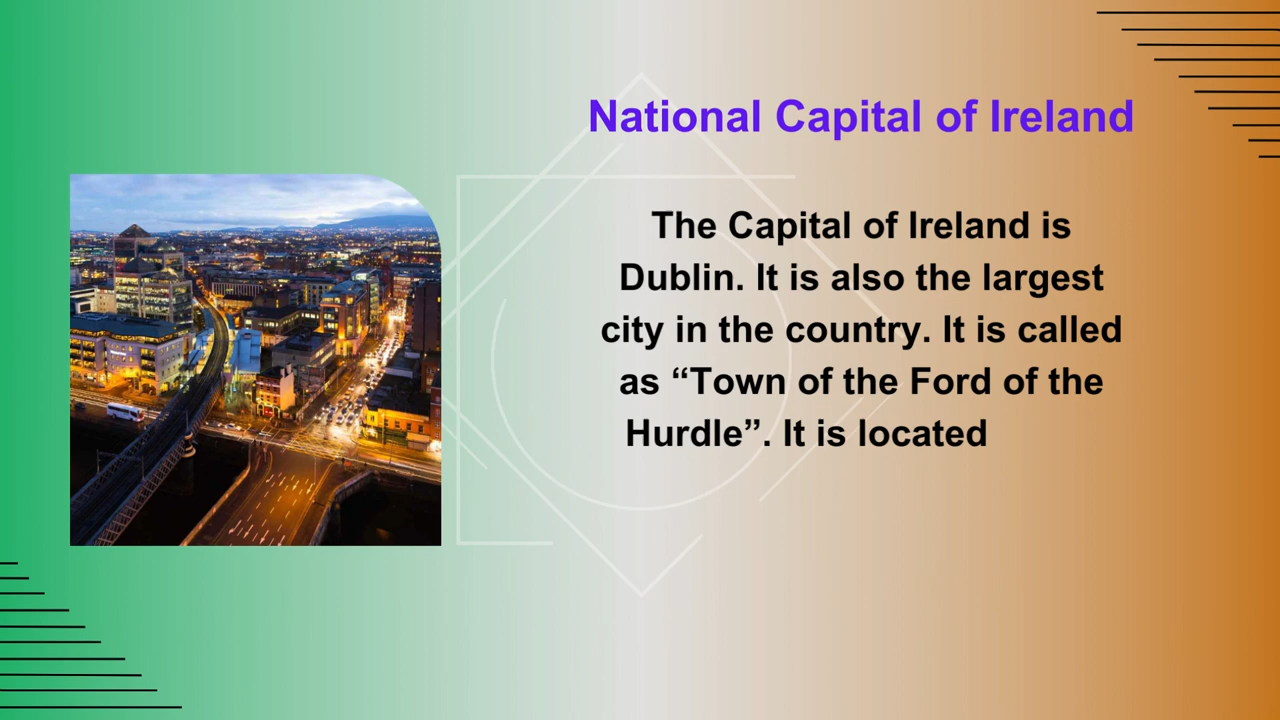 National Capital of Ireland
The Capital of Ireland is
Dublin. It is also the largest
city in the country. It is called
as “Town of the Ford of the
Hurdle”. It is located